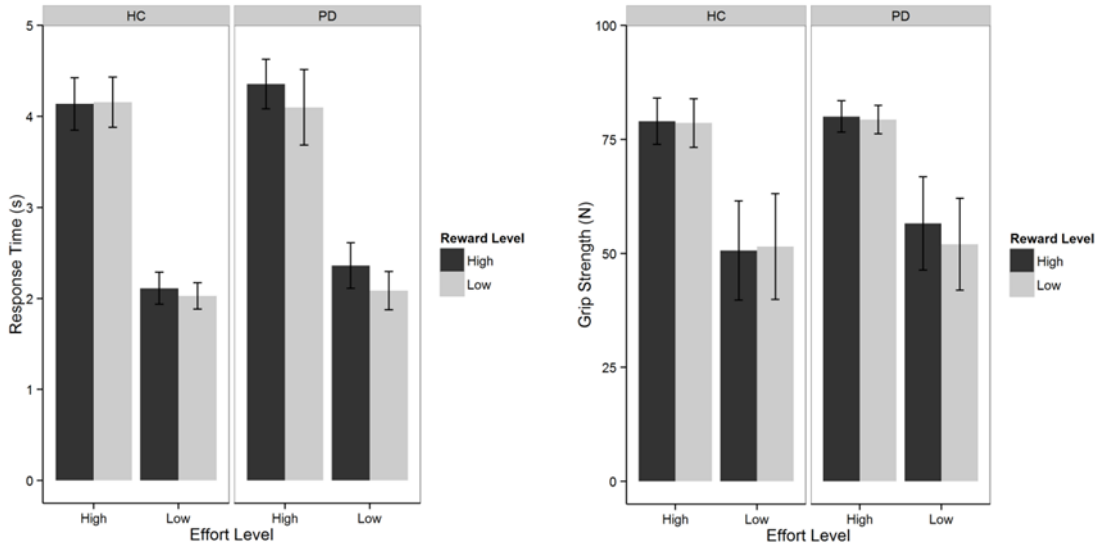 HC PD
5
4
3
2
1
0
Response Time (s)
High Low High Low
Effort Level
Reward Level
High
Low
HC PD
100
75
50
25
0
Grip Strength (N)
High Low High Low
Effort Level
Reward Level
High
Low